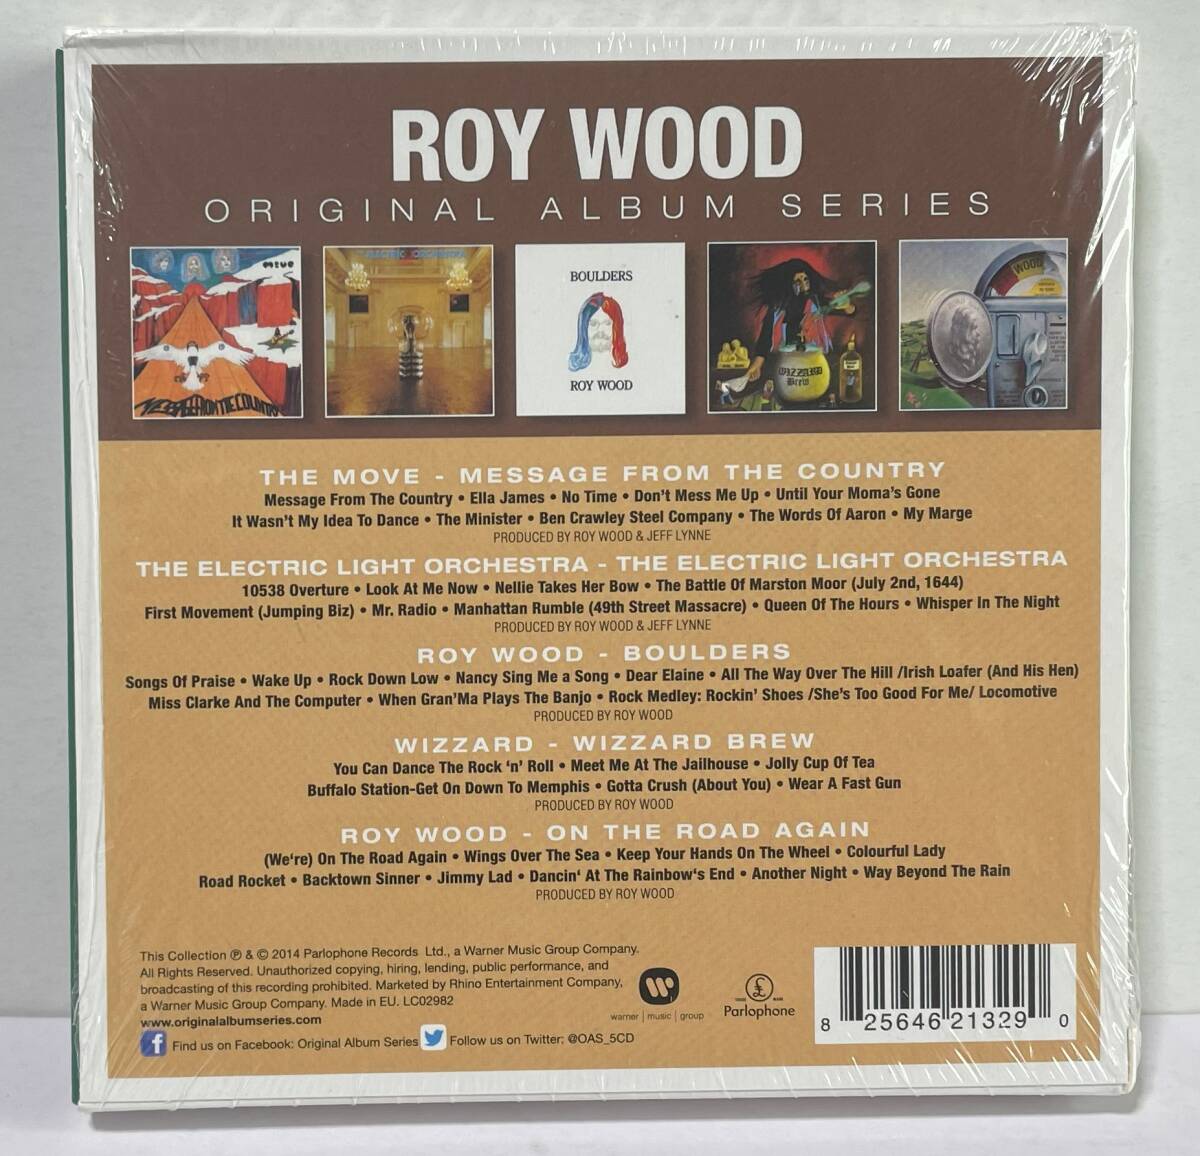 ROY WOOD
ORIGINAL ALBUM SERIES
MOVE
MESSAGE FROM THE COUNTRY
ELECTRIC LIGHT ORCHESTRA
BOULDERS
ROY WOOD
WIZZARD
Brew
WOOD
THE MOVE - MESSAGE FROM THE COUNTRY
Message From The Country • Ella James • No Time • Don't Mess Me Up • Until Your Moma's Gone
It Wasn't My Idea To Dance • The Minister • Ben Crawley Steel Company • The Words Of Aaron • My Marge
PRODUCED BY ROY WOOD & JEFF LYNNE
THE ELECTRIC LIGHT ORCHESTRA - THE ELECTRIC LIGHT ORCHESTRA
10538 Overture • Look At Me Now • Nellie Takes Her Bow • The Battle Of Marston Moor (July 2nd, 1644)
First Movement (Jumping Biz) • Mr. Radio • Manhattan Rumble (49th Street Massacre) • Queen Of The Hours • Whisper In The Night
PRODUCED BY ROY WOOD & JEFF LYNNE
ROY WOOD - BOULDERS
Songs Of Praise • Wake Up • Rock Down Low • Nancy Sing Me a Song • Dear Elaine • All The Way Over The Hill /Irish Loafer (And His Hen)
Miss Clarke And The Computer • When Gran'Ma Plays The Banjo • Rock Medley: Rockin' Shoes /She's Too Good For Me/ Locomotive
PRODUCED BY ROY WOOD
WIZZARD - WIZZARD BREW
You Can Dance The Rock 'n' Roll • Meet Me At The Jailhouse • Jolly Cup Of Tea
Buffalo Station-Get On Down To Memphis • Gotta Crush (About You) • Wear A Fast Gun
PRODUCED BY ROY WOOD
ROY WOOD - ON THE ROAD AGAIN
(We're) On The Road Again • Wings Over The Sea • Keep Your Hands On The Wheel • Colourful Lady
Road Rocket • Backtown Sinner • Jimmy Lad • Dancin' At The Rainbow's End • Another Night • Way Beyond The Rain
PRODUCED BY ROY WOOD
This Collection ℗ & © 2014 Parlophone Records Ltd., a Warner Music Group Company.
All Rights Reserved. Unauthorized copying, hiring, lending, public performance, and
broadcasting of this recording prohibited. Marketed by Rhino Entertainment Company,
a Warner Music Group Company. Made in EU. LC02982
www.originalalbumseries.com
Find us on Facebook: Original Album Series
Follow us on Twitter: @OAS_5CD
warner | music | group
Parlophone
8 25646 21329 0